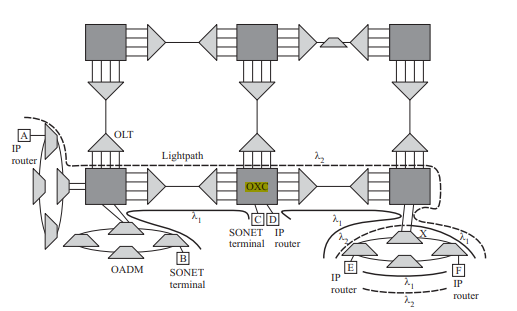 A
IP
router
OLT
Lightpath
λ2
OXC
λ1
C D
SONET IP
terminal router
λ1
λ2
X
λ1
B
OADM
SONET
terminal
E
IP
router
λ1
λ2
F
IP
router